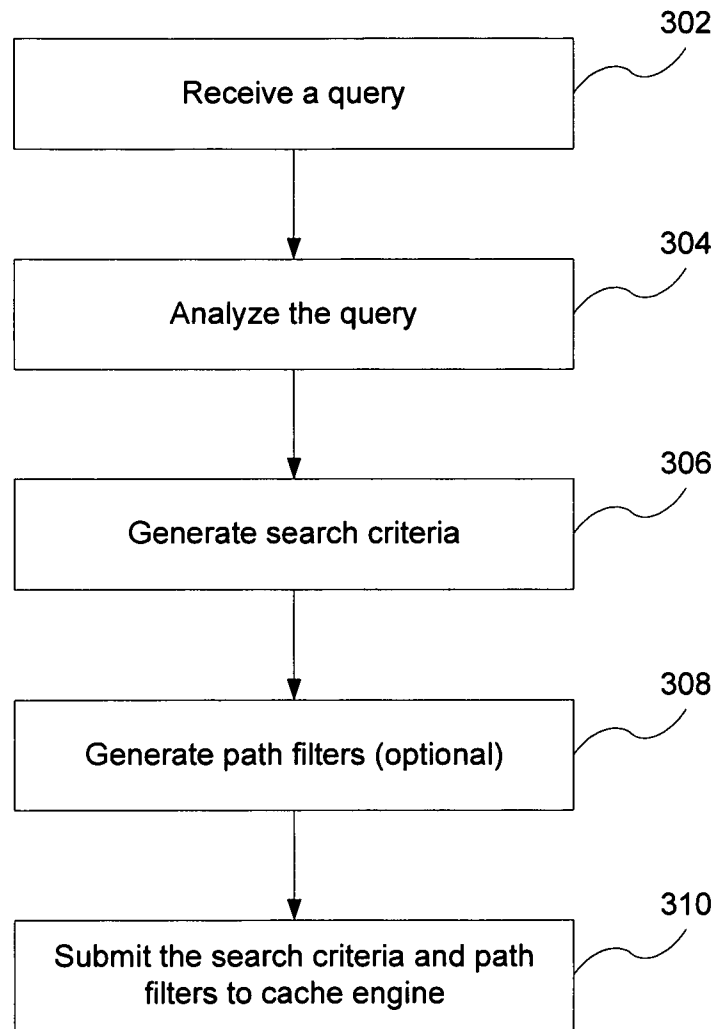 302
Receive a query
304
Analyze the query
306
Generate search criteria
308
Generate path filters (optional)
310
Submit the search criteria and path
filters to cache engine